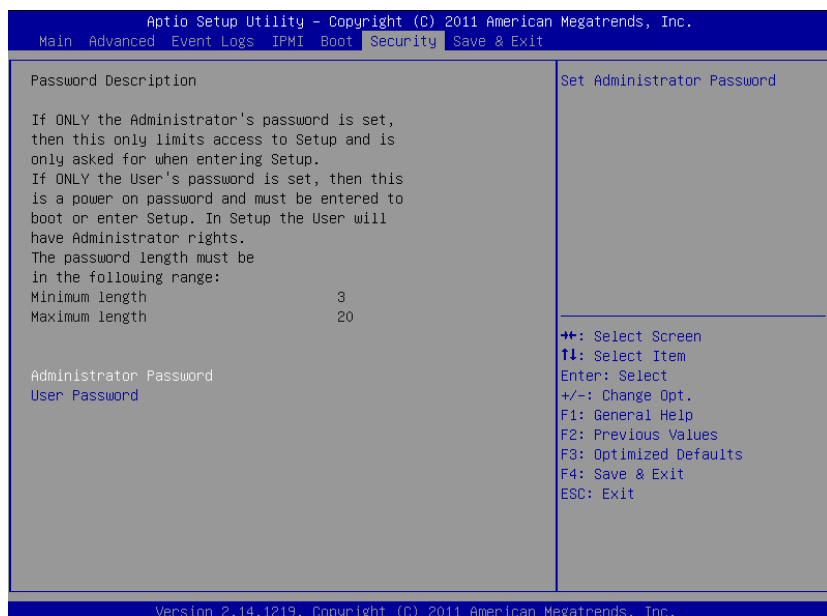 Aptio Setup Utility - Copyright (C) 2011 American Megatrends, Inc.
Main Advanced Event Logs IPMI Boot Security Save & Exit
Password Description
If ONLY the Administrator's password is set,
then this only limits access to Setup and is
only asked for when entering Setup.
If ONLY the User's password is set, then this
is a power on password and must be entered to
boot or enter Setup. In Setup the User will
have Administrator rights.
The password length must be
in the following range:
Minimum length 3
Maximum length 20
Administrator Password
User Password
Set Administrator Password
→←: Select Screen
↑↓: Select Item
Enter: Select
+/-: Change Opt.
F1: General Help
F2: Previous Values
F3: Optimized Defaults
F4: Save & Exit
ESC: Exit
Version 2.14.1219. Copyright (C) 2011 American Megatrends, Inc.